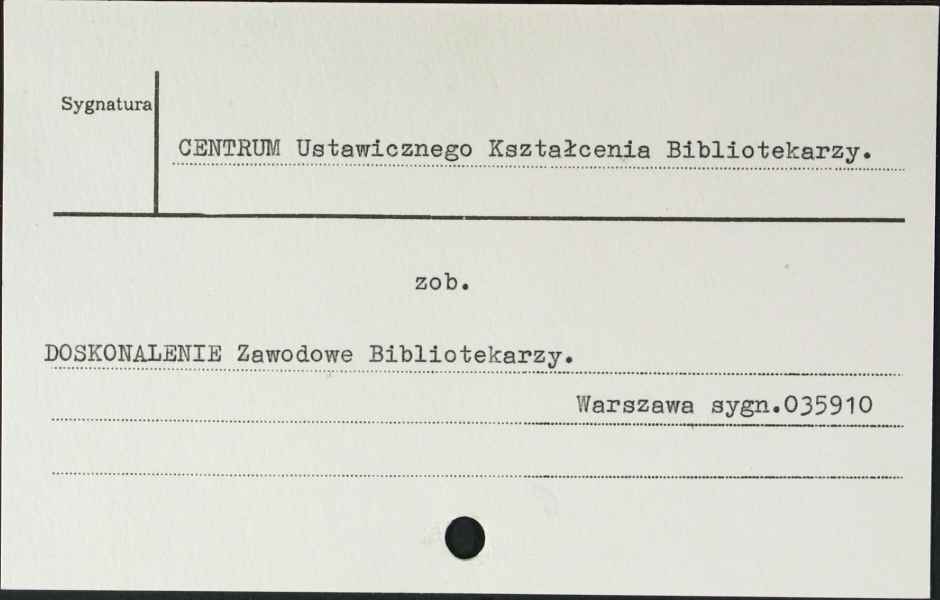 Sygnatura
CENTRUM Ustawicznego Kształcenia Bibliotekarzy.
zob.
DOSKONALENIE Zawodowe Bibliotekarzy.
Warszawa sygn.035910